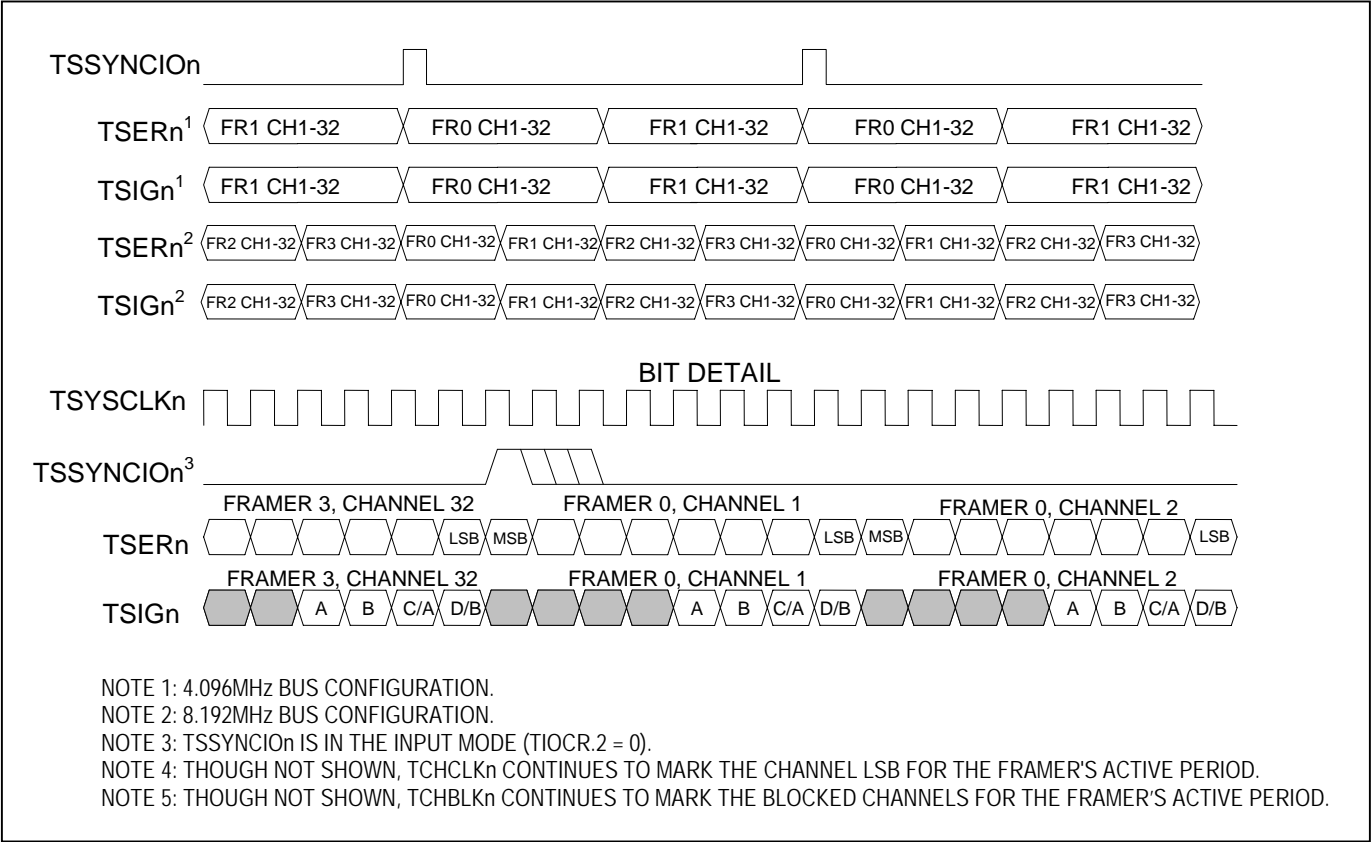 TSSYNCIOn
TSERn1 FR1 CH1-32 FR0 CH1-32 FR1 CH1-32 FR0 CH1-32 FR1 CH1-32
TSIGn1 FR1 CH1-32 FR0 CH1-32 FR1 CH1-32 FR0 CH1-32 FR1 CH1-32
TSERn2 FR2 CH1-32 FR3 CH1-32 FR0 CH1-32 FR1 CH1-32 FR2 CH1-32 FR3 CH1-32 FR0 CH1-32 FR1 CH1-32 FR2 CH1-32 FR3 CH1-32
TSIGn2 FR2 CH1-32 FR3 CH1-32 FR0 CH1-32 FR1 CH1-32 FR2 CH1-32 FR3 CH1-32 FR0 CH1-32 FR1 CH1-32 FR2 CH1-32 FR3 CH1-32
BIT DETAIL
TSYSCLKn
TSSYNCIOn3
FRAMER 3, CHANNEL 32 FRAMER 0, CHANNEL 1 FRAMER 0, CHANNEL 2
TSERn LSB MSB LSB MSB LSB
FRAMER 3, CHANNEL 32 FRAMER 0, CHANNEL 1 FRAMER 0, CHANNEL 2
TSIGn A B C/A D/B A B C/A D/B A B C/A D/B
NOTE 1: 4.096MHz BUS CONFIGURATION.
NOTE 2: 8.192MHz BUS CONFIGURATION.
NOTE 3: TSSYNCIOn IS IN THE INPUT MODE (TIOCR.2 = 0).
NOTE 4: THOUGH NOT SHOWN, TCHCLKn CONTINUES TO MARK THE CHANNEL LSB FOR THE FRAMER'S ACTIVE PERIOD.
NOTE 5: THOUGH NOT SHOWN, TCHBLKn CONTINUES TO MARK THE BLOCKED CHANNELS FOR THE FRAMER’S ACTIVE PERIOD.